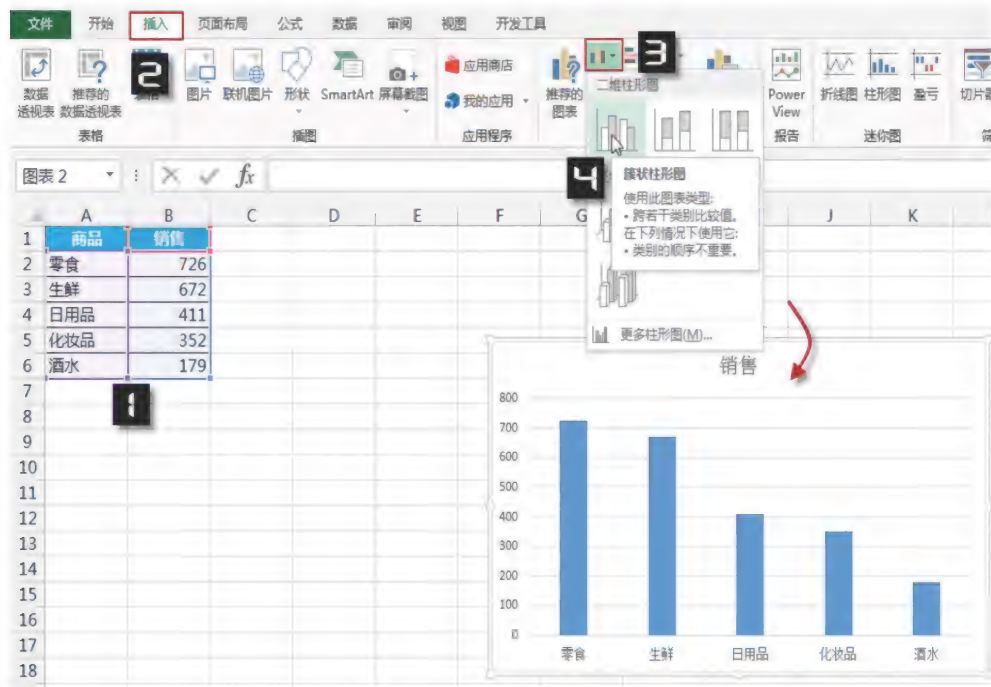 文件 开始 插入 页面布局 公式 数据 审阅 视图 开发工具
2 3
数据透视表 推荐的数据透视表 图片 联机图片 形状 SmartArt 屏幕截图 应用商店 我的应用 推荐的图表 Power View 折线图 柱形图 盈亏 切片器
表格 插图 应用程序 报告 迷你图
二维柱形图
4
簇状柱形图
使用此图表类型:
• 跨若干类别比较值。
在下列情况下使用它:
• 类别的顺序不重要。
更多柱形图(M)...
图表 2 fx
A B C D E F G J K
1 商品 销售
2 零食 726
3 生鲜 672
4 日用品 411
5 化妆品 352
6 酒水 179
7
8
9
10
11
12
13
14
15
16
17
18
1
销售
800
700
600
500
400
300
200
100
0
零食 生鲜 日用品 化妆品 酒水